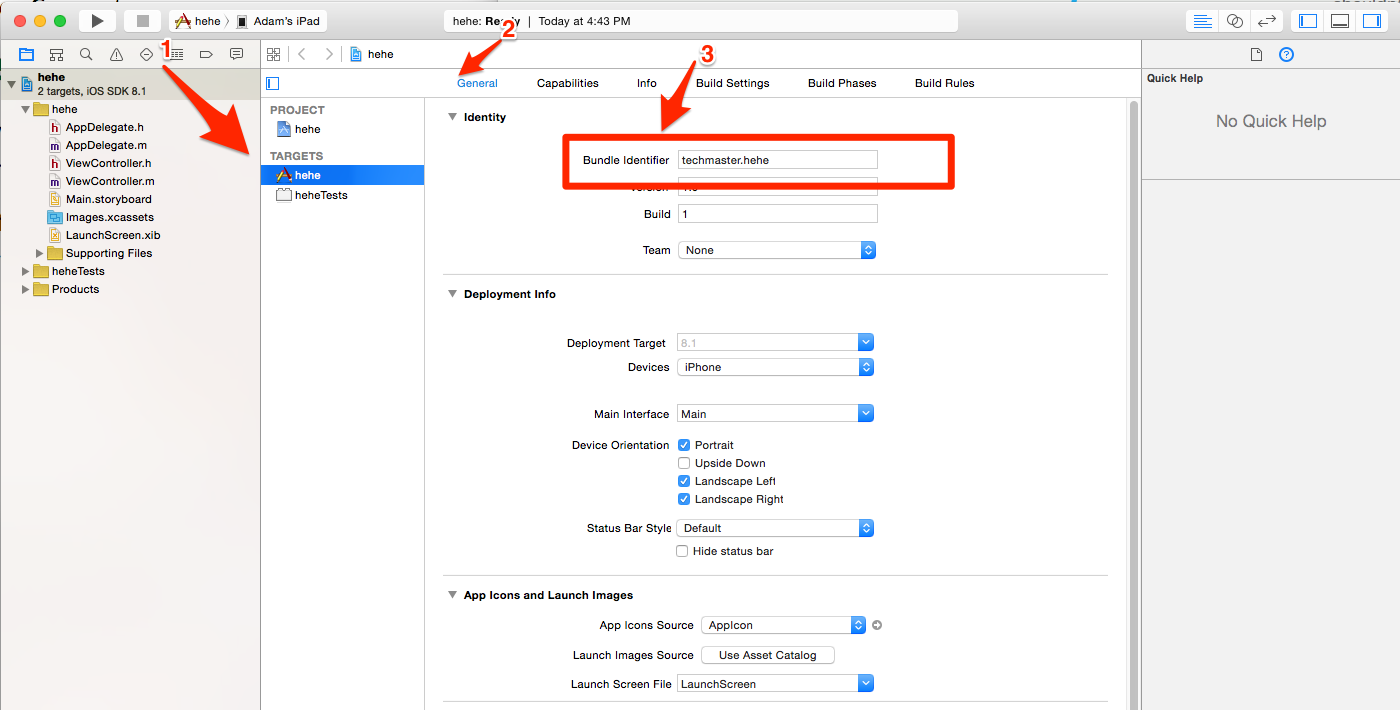 hehe
Adam's iPad
hehe: Ready | Today at 4:43 PM
1
2
3
hehe
hehe
2 targets, iOS SDK 8.1
hehe
h AppDelegate.h
m AppDelegate.m
h ViewController.h
m ViewController.m
Main.storyboard
Images.xcassets
LaunchScreen.xib
Supporting Files
heheTests
Products
PROJECT
hehe
TARGETS
hehe
heheTests
General Capabilities Info Build Settings Build Phases Build Rules
Identity
Bundle Identifier techmaster.hehe
Version
Build 1
Team None
Deployment Info
Deployment Target 8.1
Devices iPhone
Main Interface Main
Device Orientation Portrait
Upside Down
Landscape Left
Landscape Right
Status Bar Style Default
Hide status bar
App Icons and Launch Images
App Icons Source AppIcon
Launch Images Source Use Asset Catalog
Launch Screen File LaunchScreen
Quick Help
No Quick Help